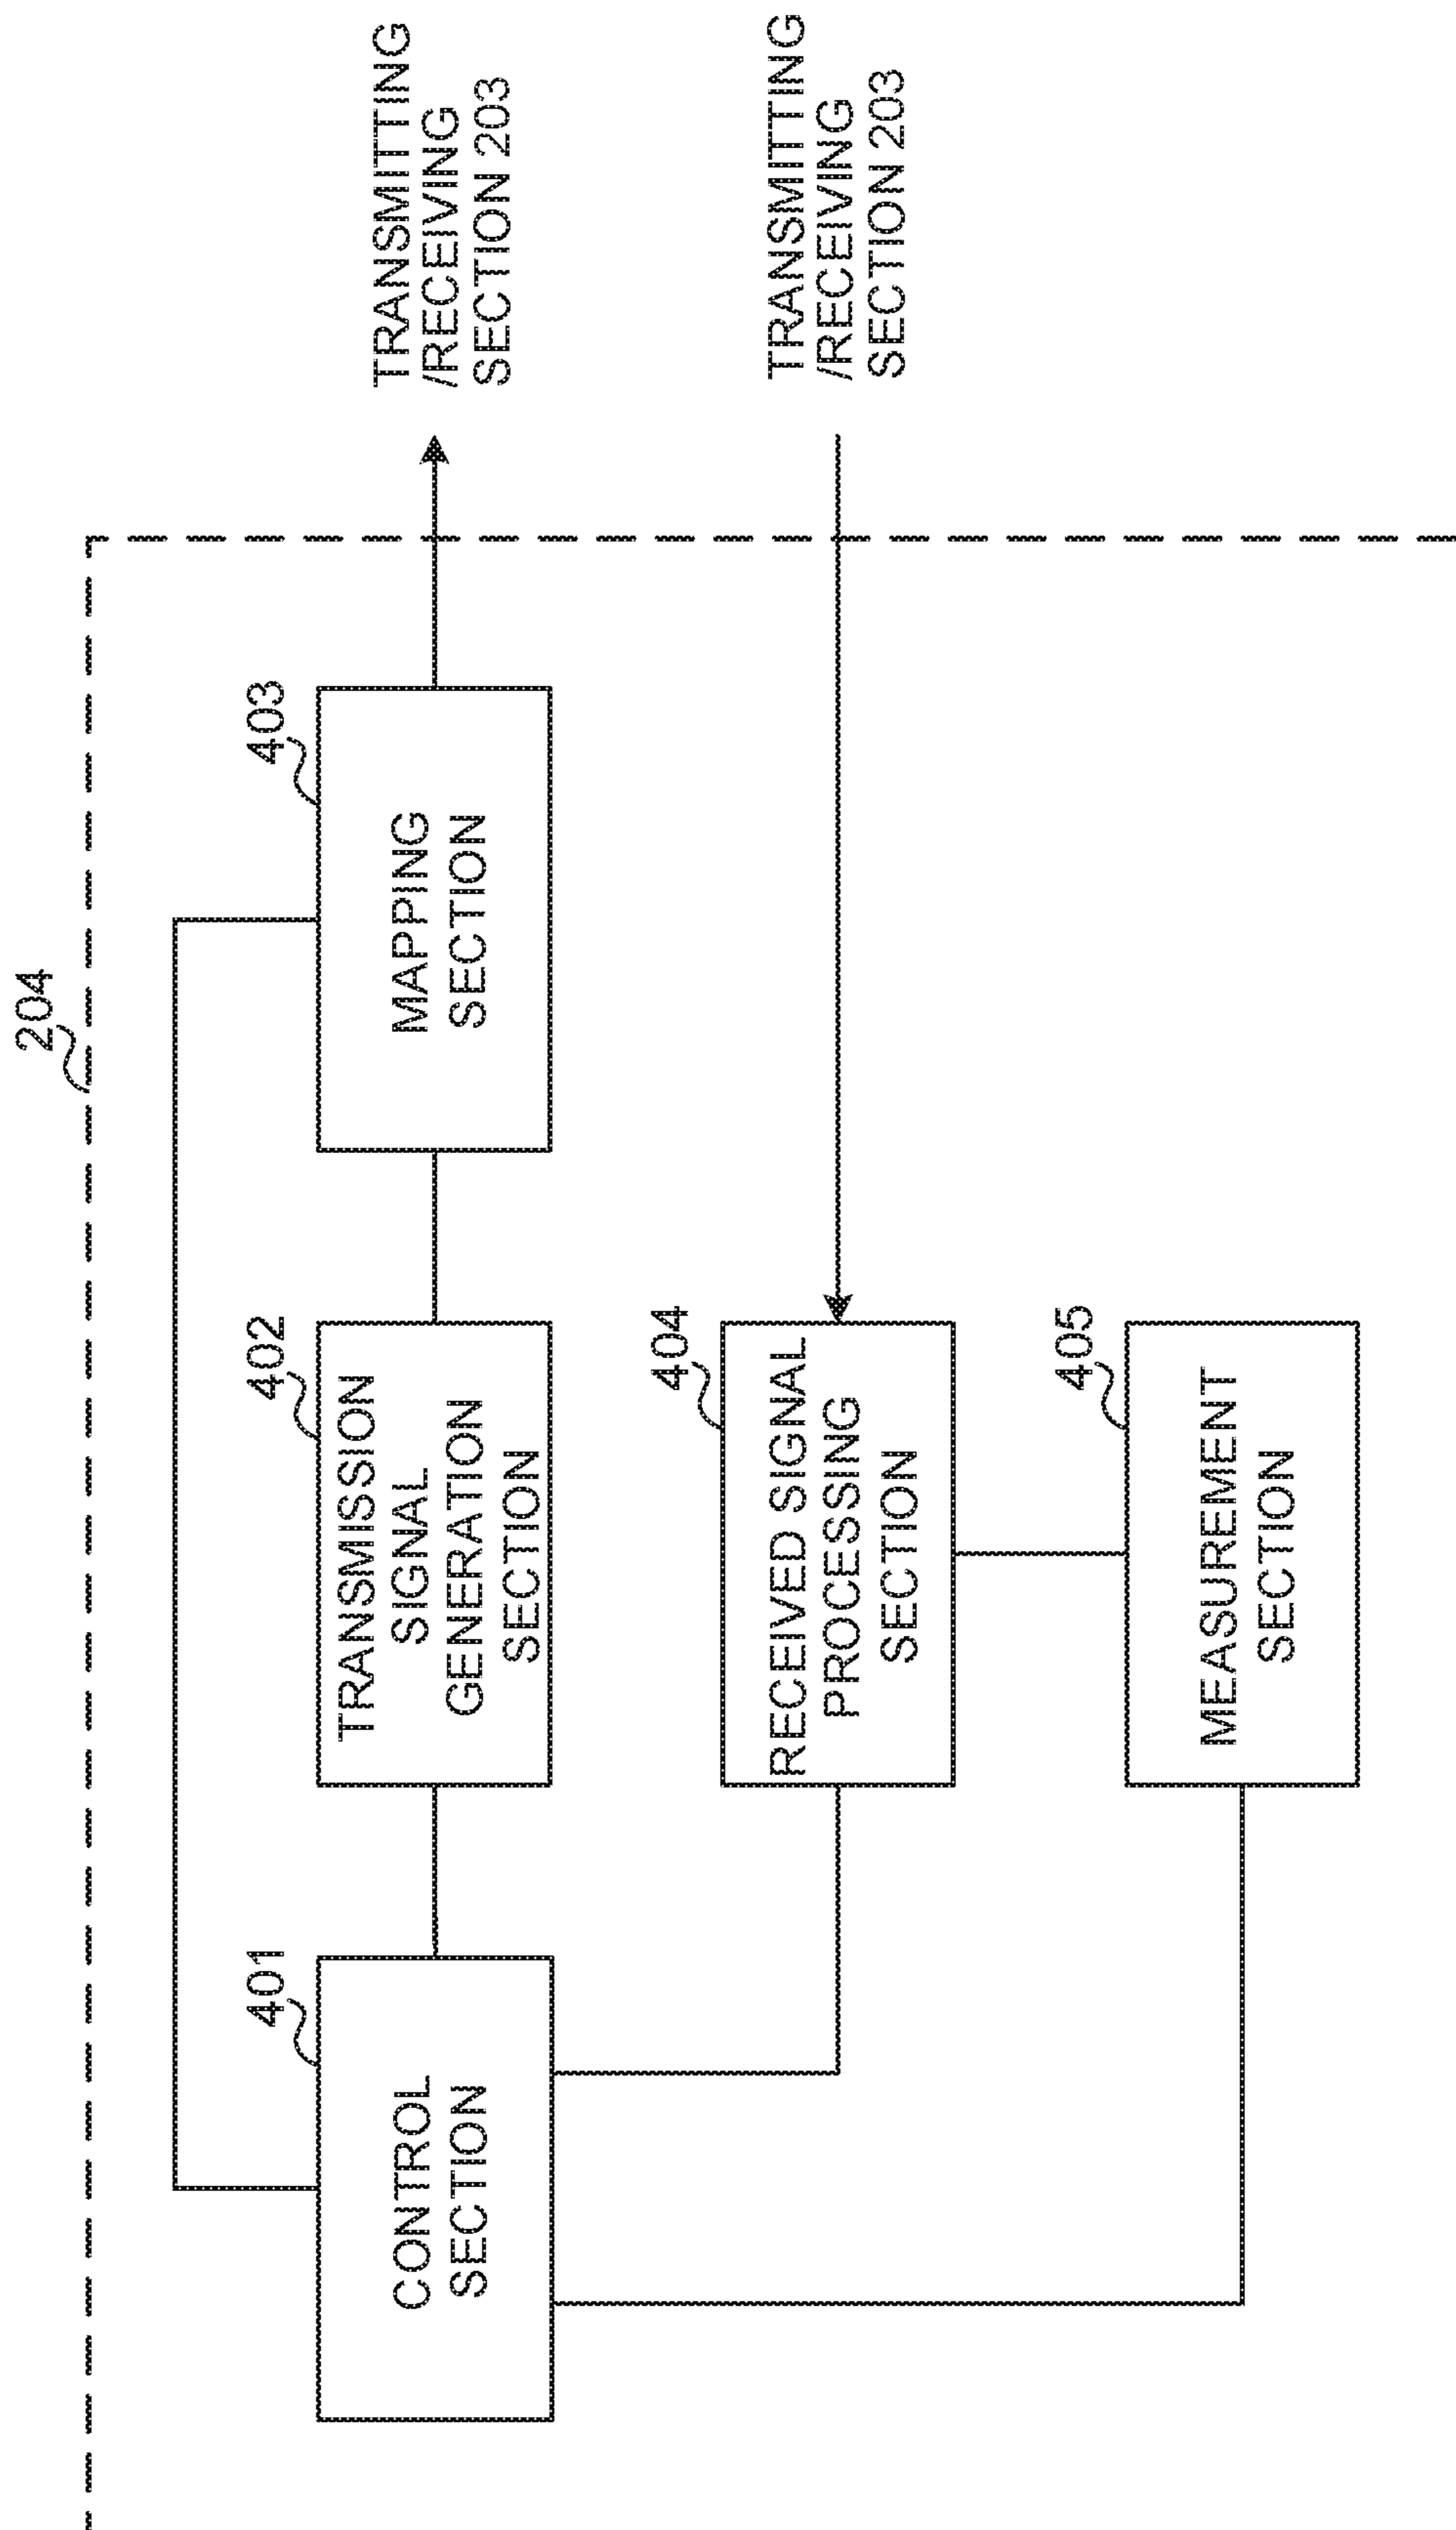 204
401
CONTROL
SECTION
402
TRANSMISSION
SIGNAL
GENERATION
SECTION
403
MAPPING
SECTION
TRANSMITTING
/RECEIVING
SECTION 203
404
RECEIVED SIGNAL
PROCESSING
SECTION
TRANSMITTING
/RECEIVING
SECTION 203
405
MEASUREMENT
SECTION